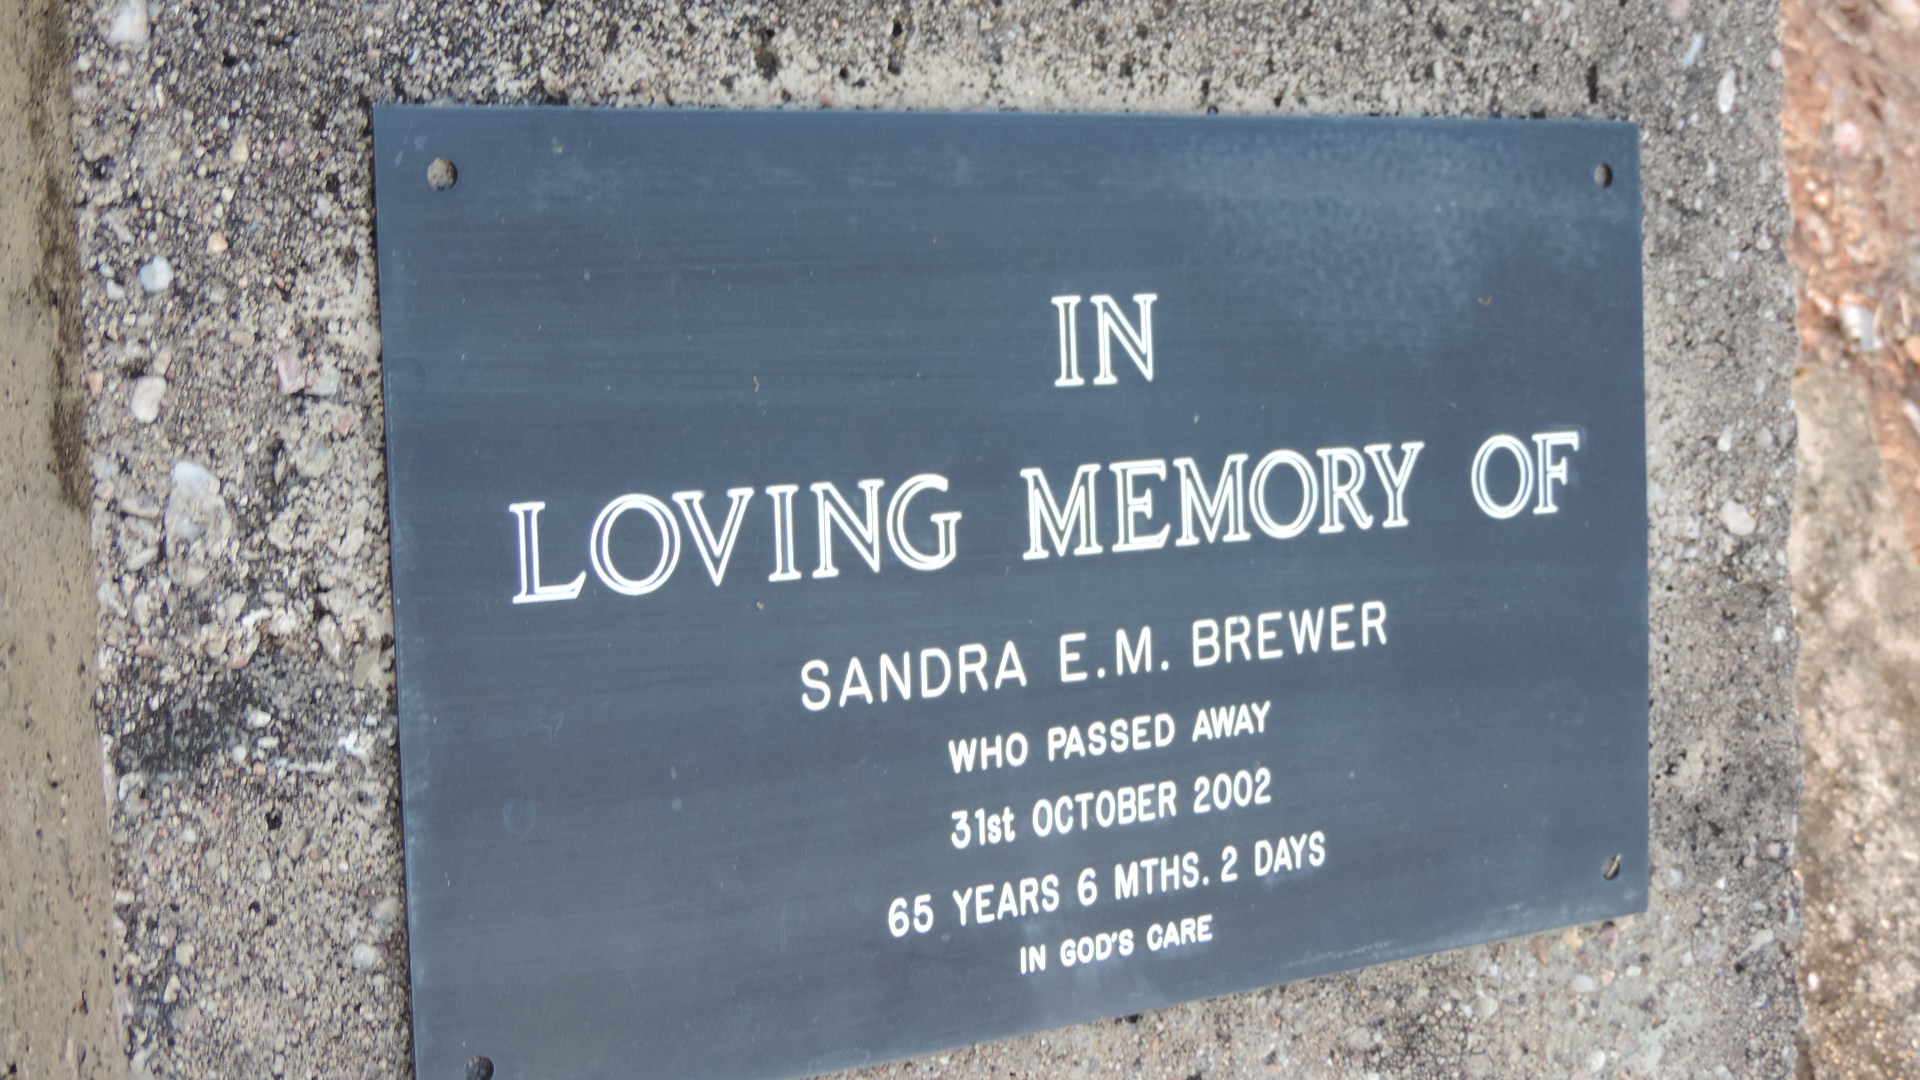 IN
LOVING MEMORY OF
SANDRA E.M. BREWER
WHO PASSED AWAY
31st OCTOBER 2002
65 YEARS 6 MTHS. 2 DAYS
IN GOD'S CARE